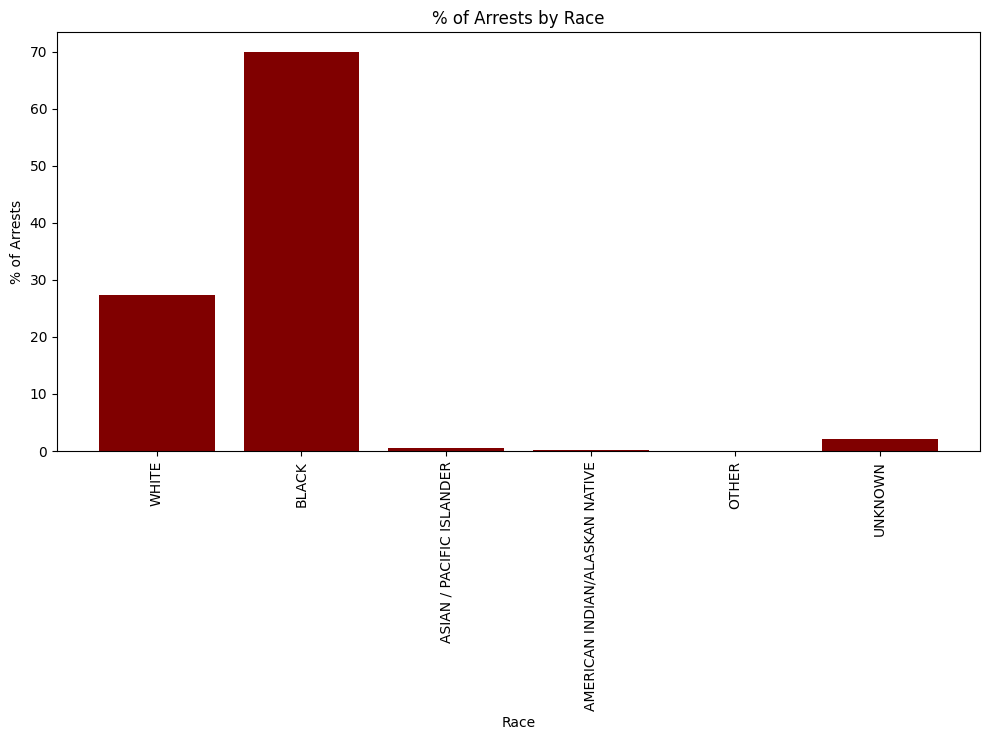 % of Arrests by Race
% of Arrests
70
60
50
40
30
20
10
0
WHITE
BLACK
ASIAN / PACIFIC ISLANDER
AMERICAN INDIAN/ALASKAN NATIVE
OTHER
UNKNOWN
Race